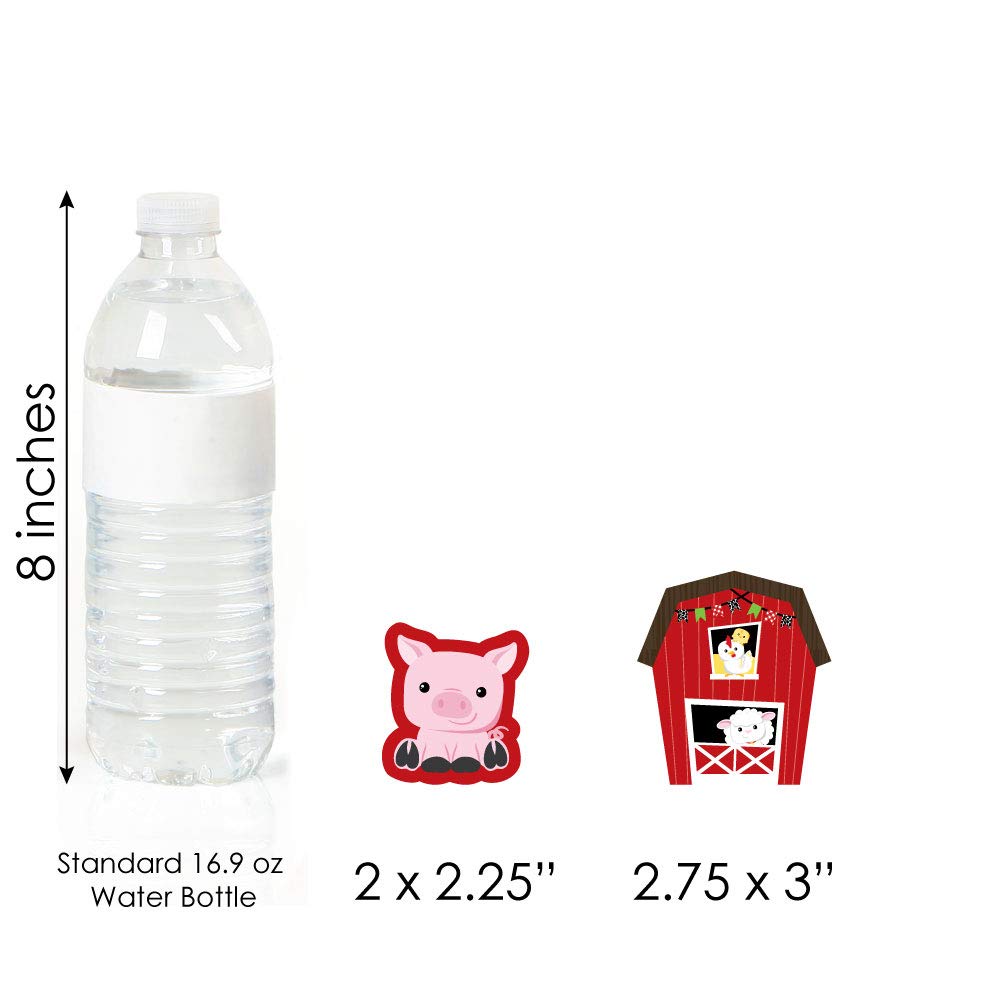 8 inches
Standard 16.9 oz
Water Bottle
2 x 2.25”
2.75 x 3”